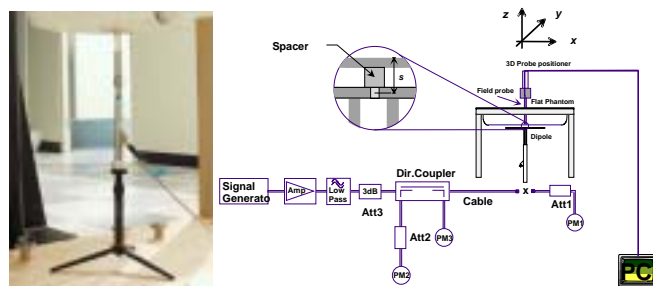 z
y
x
Spacer
s
3D Probe positioner
Field probe
Flat Phantom
Dipole
Signal
Generato
Amp
Low
Pass
3dB
Att3
Dir.Coupler
Cable
x
Att1
PM1
Att2
PM3
PM2
PC